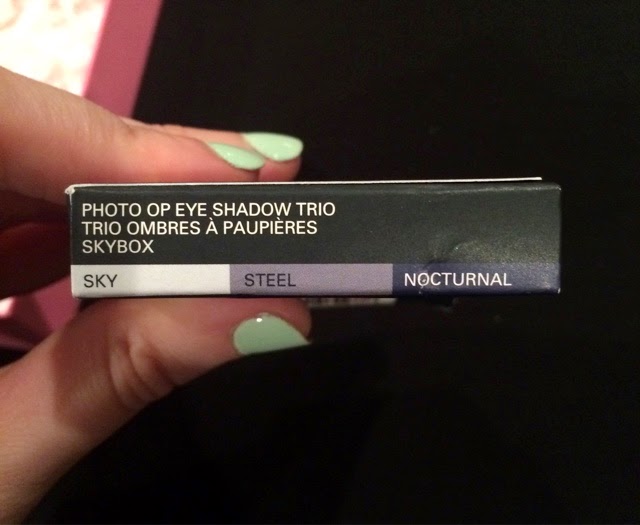 PHOTO OP EYE SHADOW TRIO
TRIO OMBRES À PAUPIÈRES
SKYBOX
SKY STEEL NOCTURNAL